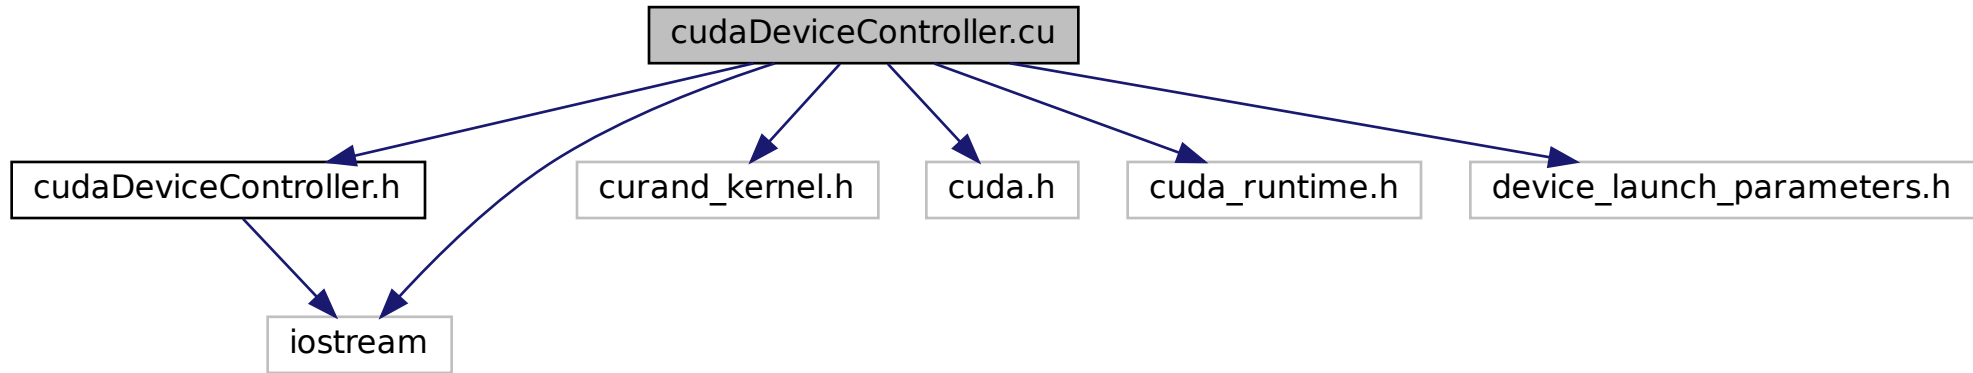 cudaDeviceController.cu
cudaDeviceController.h
curand_kernel.h
cuda.h
cuda_runtime.h
device_launch_parameters.h
iostream